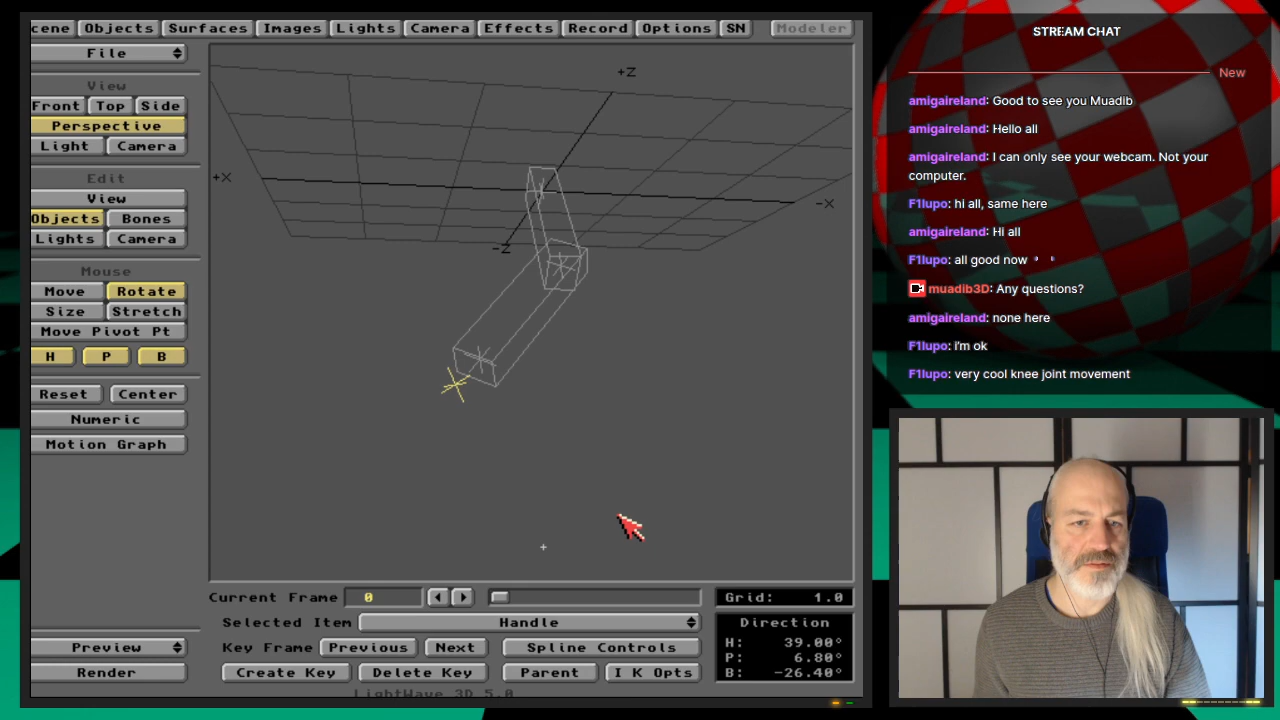 cene Objects Surfaces Images Lights Camera Effects Record Options SN Modeler
File
View
Front Top Side
Perspective
Light Camera
Edit
View
Objects Bones
Lights Camera
Mouse
Move Rotate
Size Stretch
Move Pivot Pt
H P B
Reset Center
Numeric
Motion Graph
Preview
Render
+Z
+X
-X
-Z
Current Frame 0
Grid: 1.0
Selected Item Handle
Key Frame Previous Next Spline Controls
Create Key Delete Key Parent I K Opts
Direction
H: 39.00°
P: 6.80°
B: -26.40°
LightWave 3D 5.0
STREAM CHAT
New
amigaireland: Good to see you Muadib
amigaireland: Hello all
amigaireland: I can only see your webcam. Not your
computer.
F1lupo: hi all, same here
amigaireland: Hi all
F1lupo: all good now
muadib3D: Any questions?
amigaireland: none here
F1lupo: i'm ok
F1lupo: very cool knee joint movement